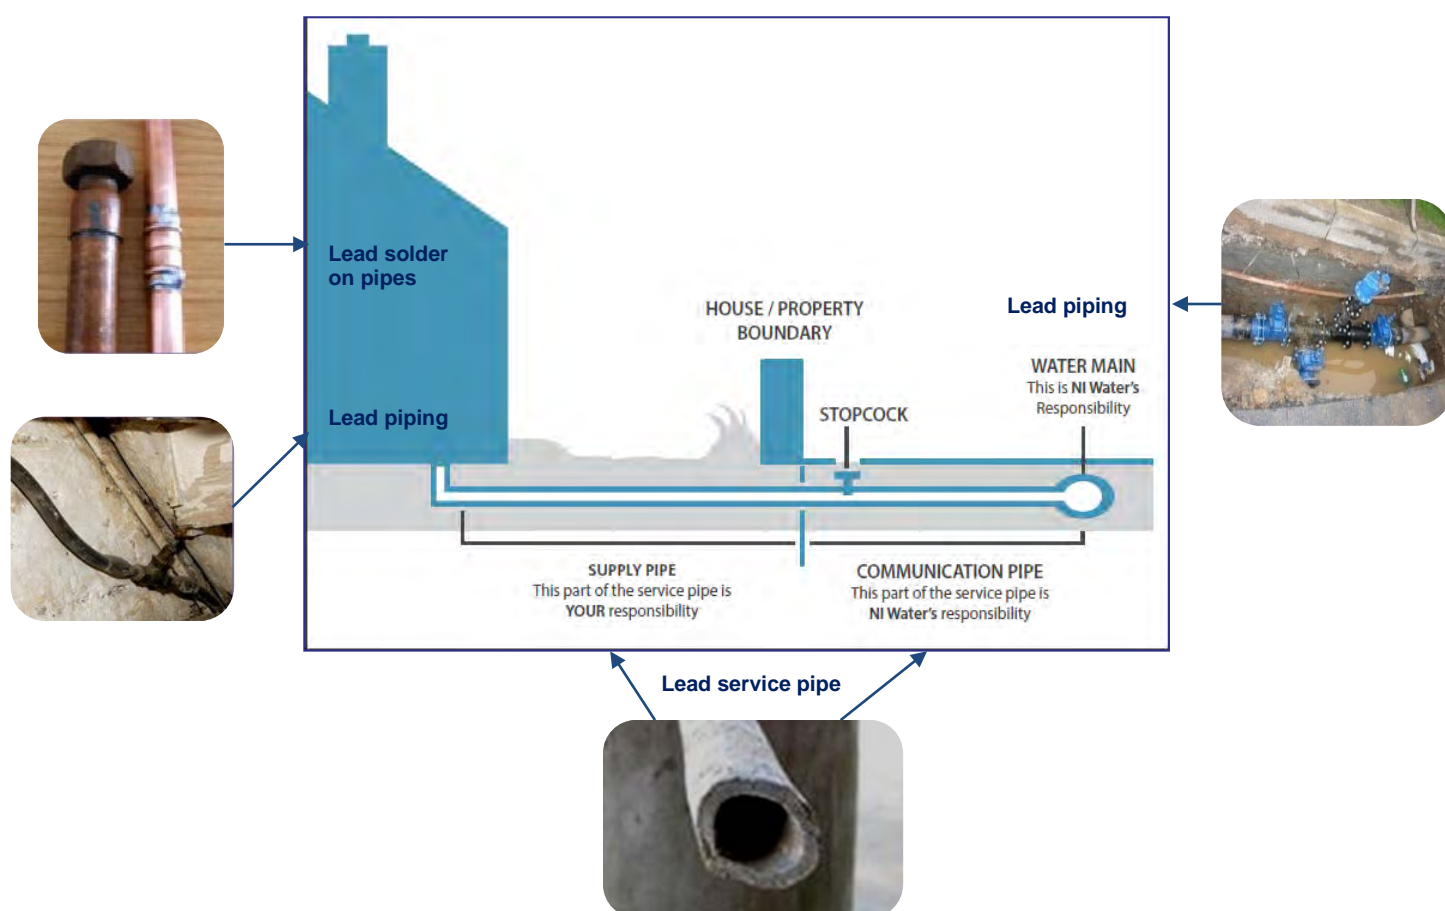 Lead solder
on pipes
Lead piping
HOUSE / PROPERTY
BOUNDARY
Lead piping
STOPCOCK
WATER MAIN
This is NI Water's
Responsibility
SUPPLY PIPE
This part of the service pipe is
YOUR responsibility
COMMUNICATION PIPE
This part of the service pipe is
NI Water's responsibility
Lead service pipe